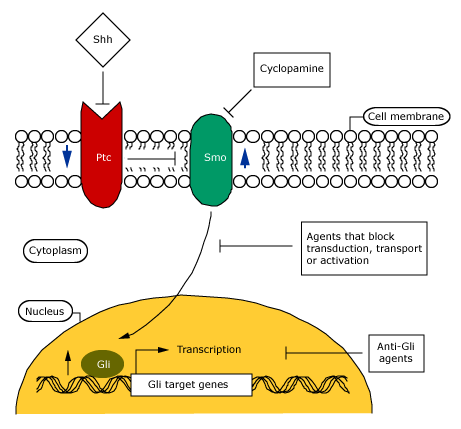 Shh
Cyclopamine
Cell membrane
Ptc
Smo
Agents that block
transduction, transport
or activation
Cytoplasm
Nucleus
Transcription
Anti-Gli
agents
Gli
Gli target genes